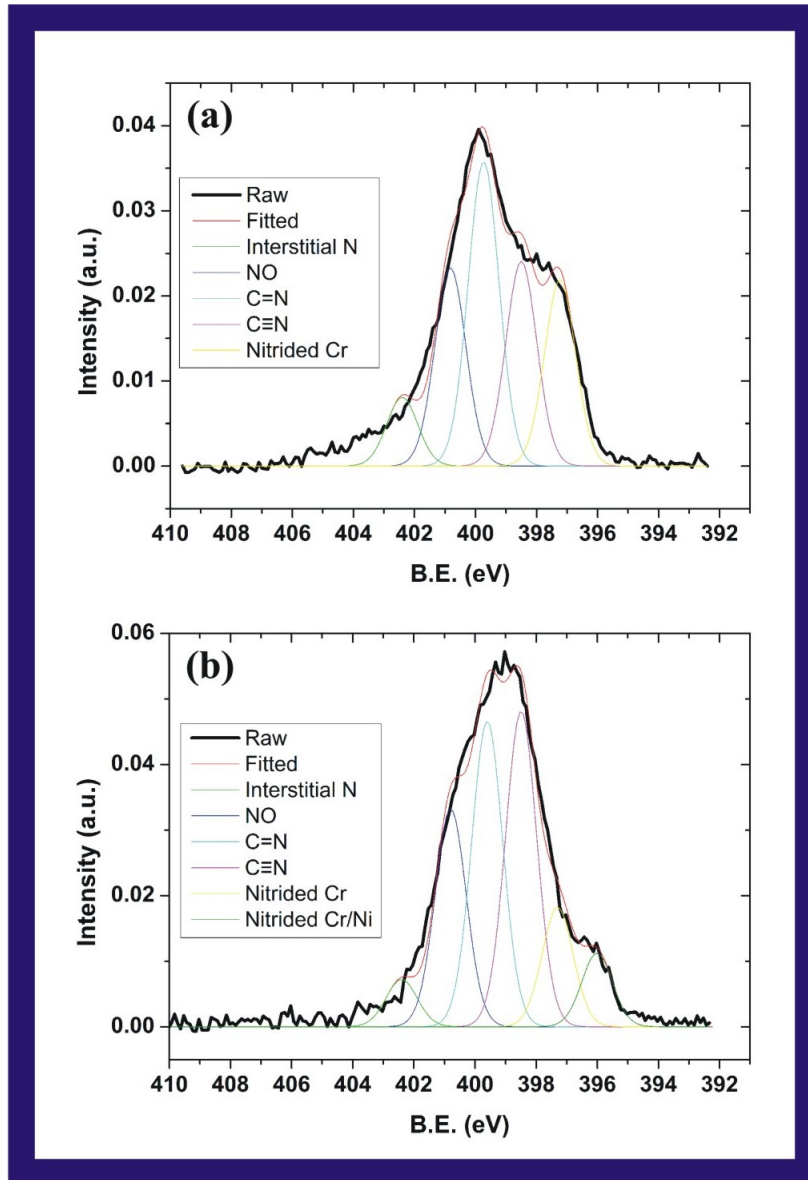 (a)
0.04
0.03
0.02
0.01
0.00
Intensity (a.u.)
Raw
Fitted
Interstitial N
NO
C=N
C≡N
Nitrided Cr
410 408 406 404 402 400 398 396 394 392
B.E. (eV)
(b)
0.06
0.04
0.02
0.00
Intensity (a.u.)
Raw
Fitted
Interstitial N
NO
C=N
C≡N
Nitrided Cr
Nitrided Cr/Ni
410 408 406 404 402 400 398 396 394 392
B.E. (eV)